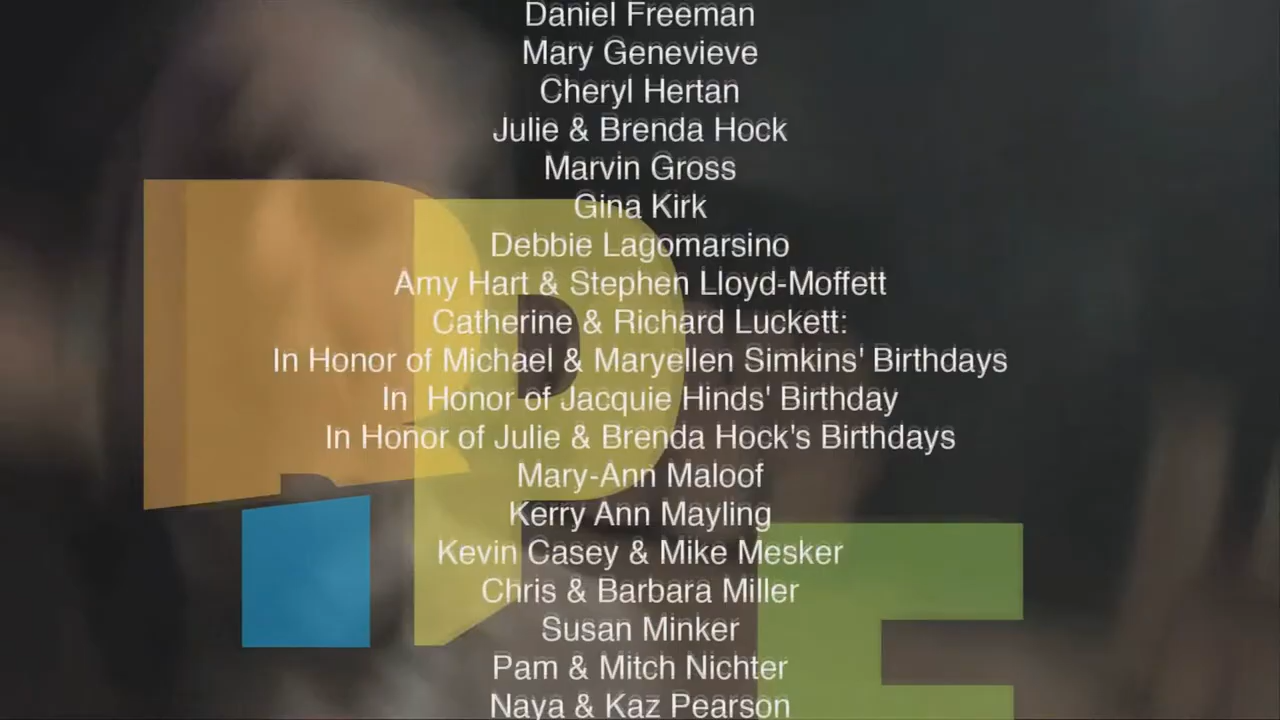 Daniel Freeman
Mary Genevieve
Cheryl Hertan
Julie & Brenda Hock
Marvin Gross
Gina Kirk
Debbie Lagomarsino
Amy Hart & Stephen Lloyd-Moffett
Catherine & Richard Luckett:
In Honor of Michael & Maryellen Simkins' Birthdays
In  Honor of Jacquie Hinds' Birthday
In Honor of Julie & Brenda Hock's Birthdays
Mary-Ann Maloof
Kerry Ann Mayling
Kevin Casey & Mike Mesker
Chris & Barbara Miller
Susan Minker
Pam & Mitch Nichter
Naya & Kaz Pearson